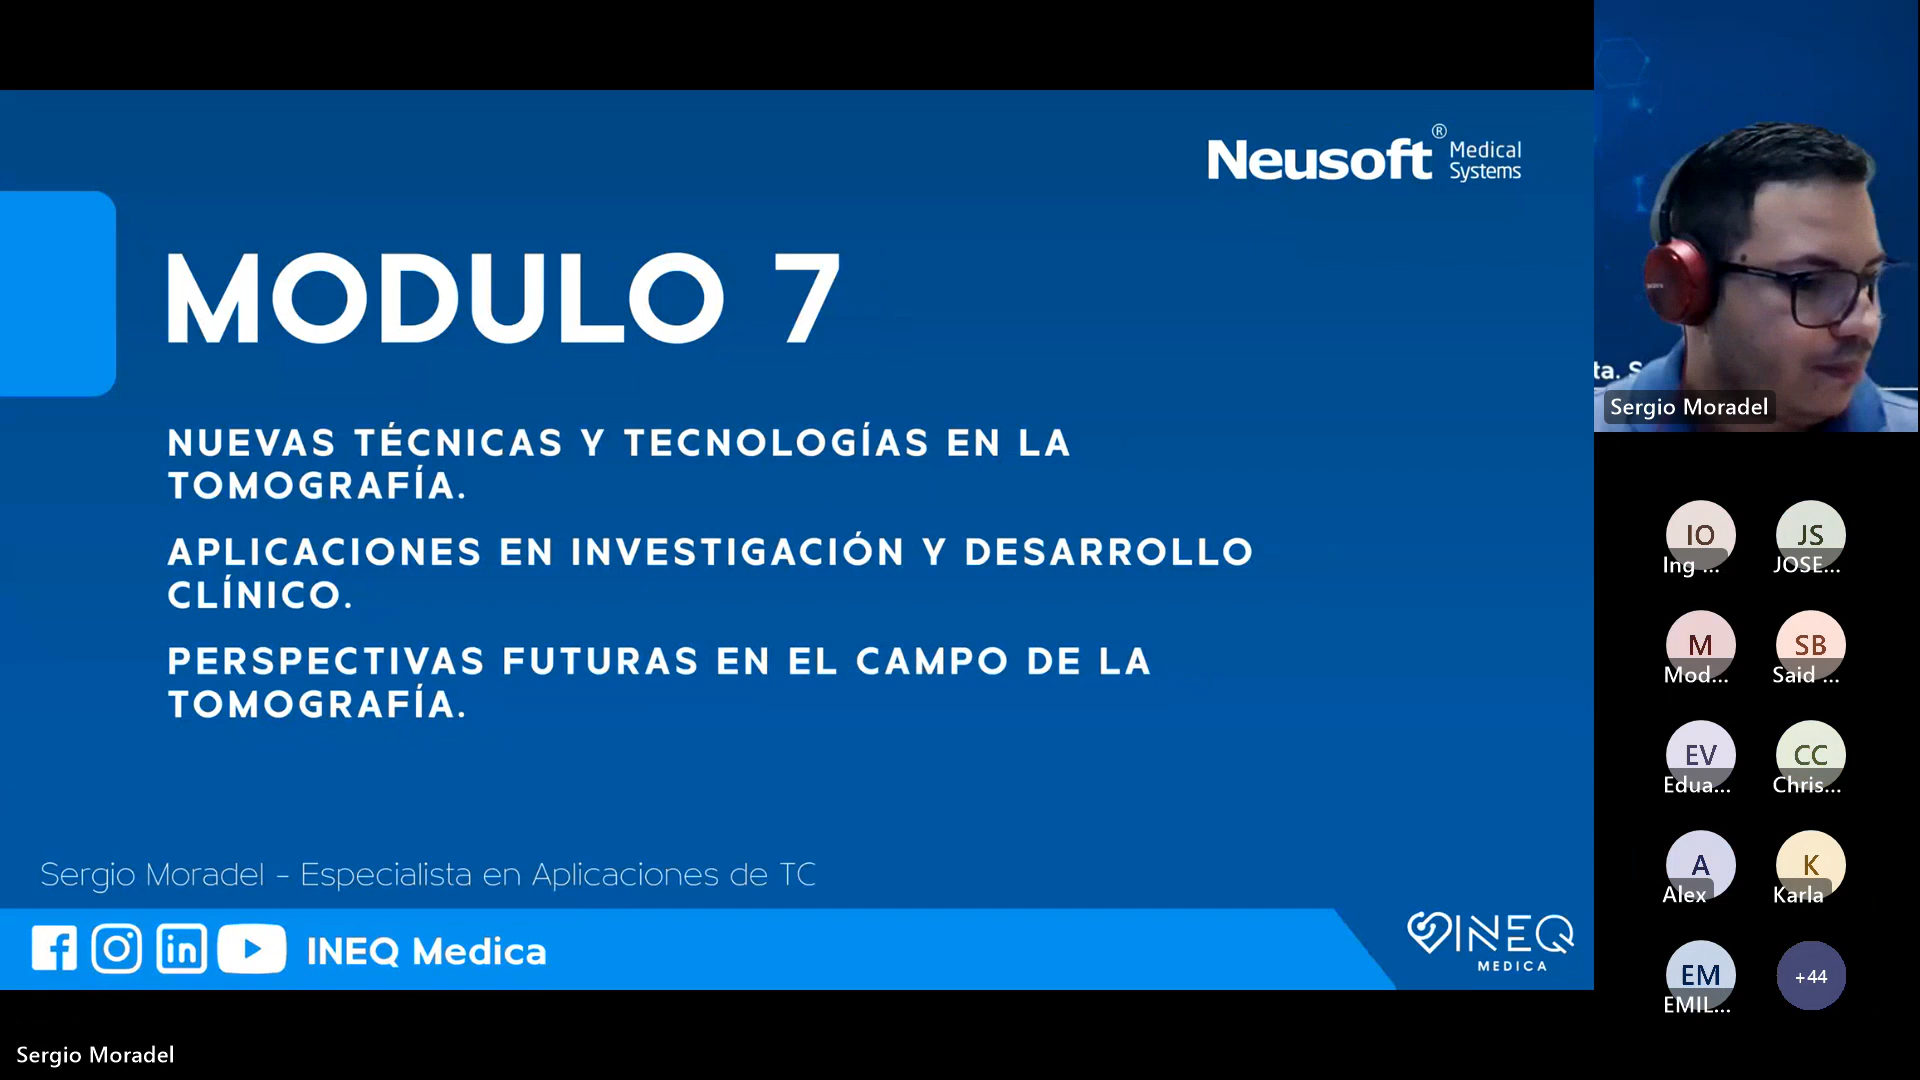 Neusoft® Medical
Systems
MODULO 7
NUEVAS TÉCNICAS Y TECNOLOGÍAS EN LA
TOMOGRAFÍA.
APLICACIONES EN INVESTIGACIÓN Y DESARROLLO
CLÍNICO.
PERSPECTIVAS FUTURAS EN EL CAMPO DE LA
TOMOGRAFÍA.
Sergio Moradel - Especialista en Aplicaciones de TC
INEQ Medica
INEQ
MEDICA
Sergio Moradel
ta. S
Sergio Moradel
IO
Ing ...
JS
JOSE...
M
Mod...
SB
Said ...
EV
Edua...
CC
Chris...
A
Alex
K
Karla
EM
EMIL...
+44